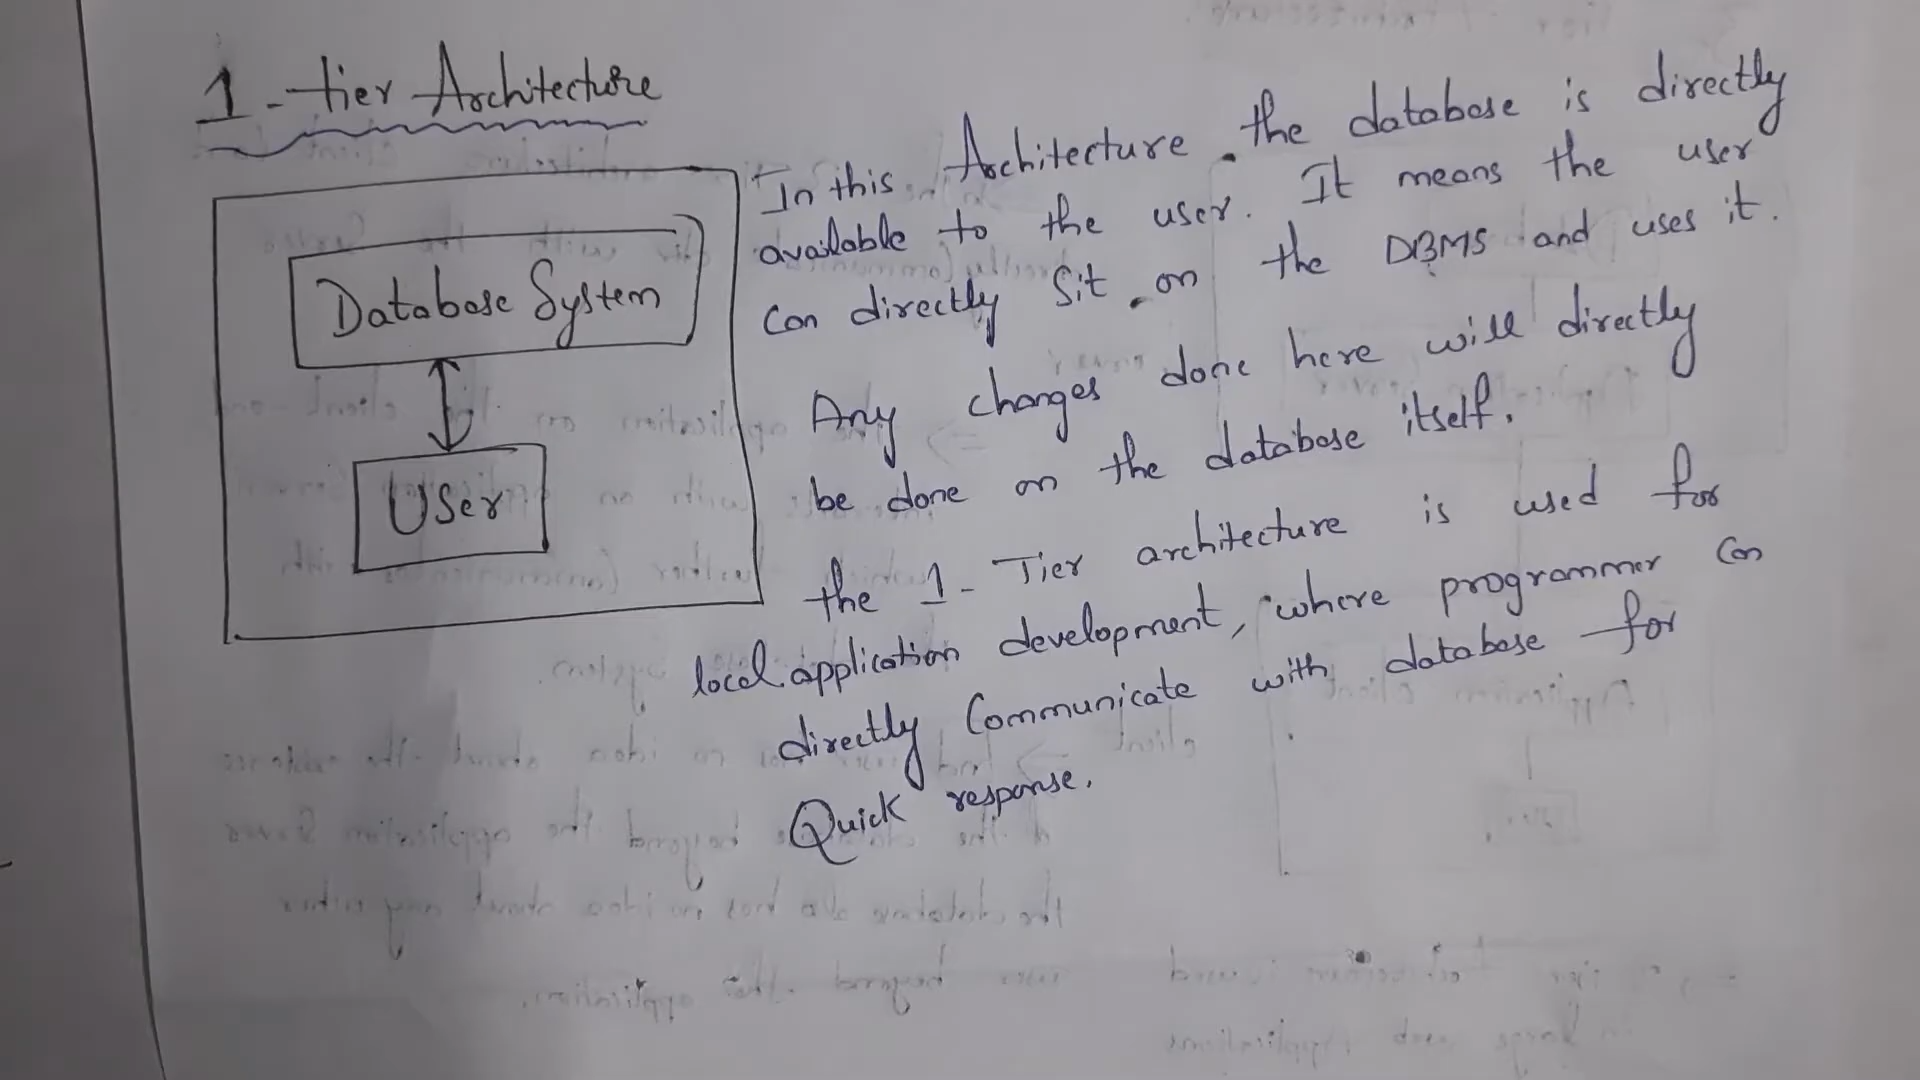 1-tier Architecture
In this Architecture the database is directly
available to the user. It means the user
can directly sit on the DBMS and uses it.
Any changes done here will directly
be done on the database itself.
the 1-Tier architecture is used for
local application development, where programmer can
directly Communicate with database for
Quick response.
Database System
User